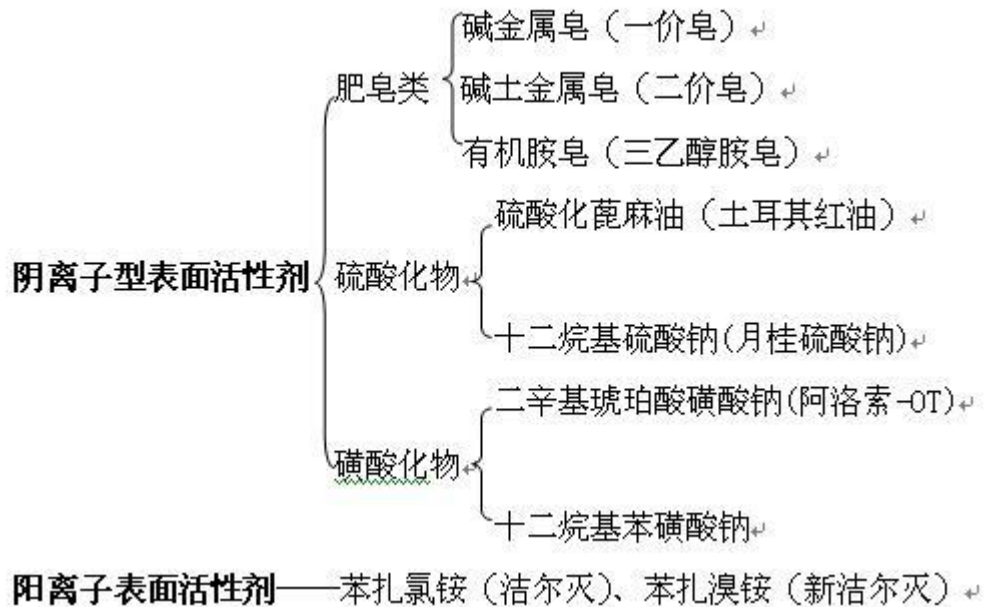 碱金属皂（一价皂）
肥皂类
碱土金属皂（二价皂）
有机胺皂（三乙醇胺皂）
硫酸化蓖麻油（土耳其红油）
阴离子型表面活性剂
硫酸化物
十二烷基硫酸钠(月桂硫酸钠)
二辛基琥珀酸磺酸钠(阿洛索-OT)
磺酸化物
十二烷基苯磺酸钠
阳离子表面活性剂——苯扎氯铵（洁尔灭）、苯扎溴铵（新洁尔灭）